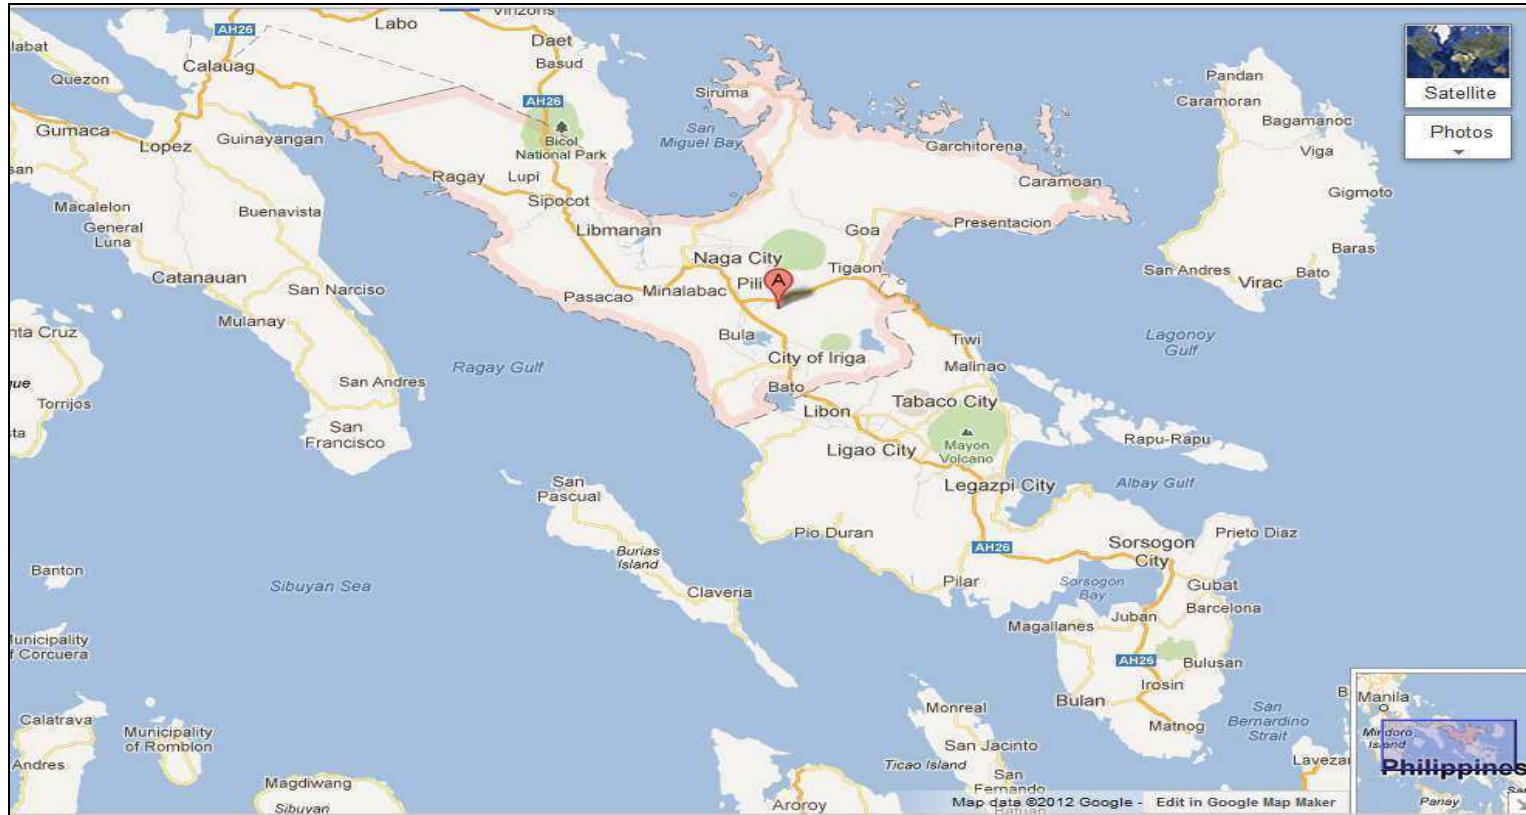 Vinzons
AH26
Labo
Daet
Basud
Calauag
Quezon
AH26
Gumaca
Lopez
Guinayangan
Bicol
National Park
Siruma
San
Miguel Bay
Garchitorena
Pandan
Caramoran
Bagamanoc
Viga
Gigmoto
Satellite
Photos
Ragay
Lupi
Sipocot
Caramoan
Macalelon
General
Luna
Buenavista
Libmanan
Goa
Presentacion
Baras
Naga City
Tigaon
San Andres
Virac
Bato
Catanauan
San Narciso
Pasacao
Minalabac
Pili
A
Mulanay
Bula
Tiwi
Lagonoy
Gulf
Ragay Gulf
City of Iriga
Malinao
San Andres
Bato
Torrijos
Libon
Tabaco City
San
Francisco
Ligao City
Mayon
Volcano
Rapu-Rapu
San
Pascual
Legazpi City
Albay Gulf
Pio Duran
Prieto Diaz
Burias
Island
AH26
Sorsogon
City
Banton
Sibuyan Sea
Claveria
Pilar
Sorsogon
Bay
Gubat
Barcelona
Magallanes
Juban
AH26
Bulusan
Irosin
Bulan
Matnog
San
Bernardino
Strait
Calatrava
Municipality
of Romblon
Monreal
San Jacinto
Ticao Island
San
Fernando
Magdiwang
Sibuyan
Aroroy
Manila
Mindoro
Island
Philippines
Panay
Map data ©2012 Google - Edit in Google Map Maker